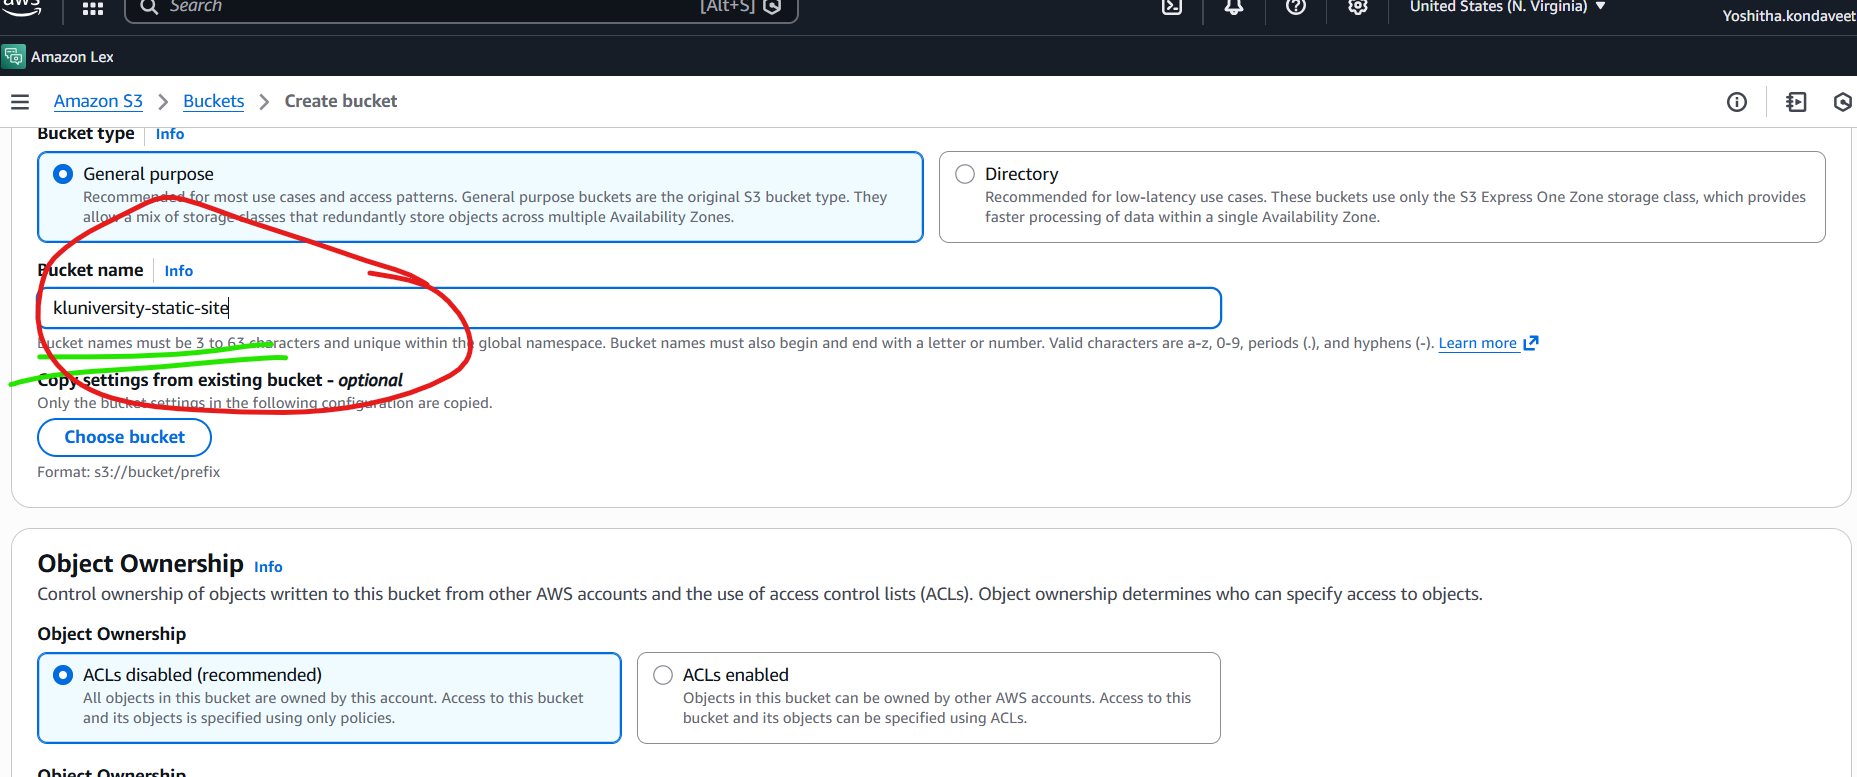 aws
Search
[Alt+S]
United States (N. Virginia) ▼
Yoshitha.kondaveet
Amazon Lex
Amazon S3 > Buckets > Create bucket
Bucket type | Info
General purpose
Recommended for most use cases and access patterns. General purpose buckets are the original S3 bucket type. They
allow a mix of storage classes that redundantly store objects across multiple Availability Zones.
Directory
Recommended for low-latency use cases. These buckets use only the S3 Express One Zone storage class, which provides
faster processing of data within a single Availability Zone.
Bucket name | Info
kluniversity-static-site
Bucket names must be 3 to 63 characters and unique within the global namespace. Bucket names must also begin and end with a letter or number. Valid characters are a-z, 0-9, periods (.), and hyphens (-). Learn more
Copy settings from existing bucket - optional
Only the bucket settings in the following configuration are copied.
Choose bucket
Format: s3://bucket/prefix
Object Ownership Info
Control ownership of objects written to this bucket from other AWS accounts and the use of access control lists (ACLs). Object ownership determines who can specify access to objects.
Object Ownership
ACLs disabled (recommended)
All objects in this bucket are owned by this account. Access to this bucket
and its objects is specified using only policies.
ACLs enabled
Objects in this bucket can be owned by other AWS accounts. Access to this
bucket and its objects can be specified using ACLs.
Object Ownership